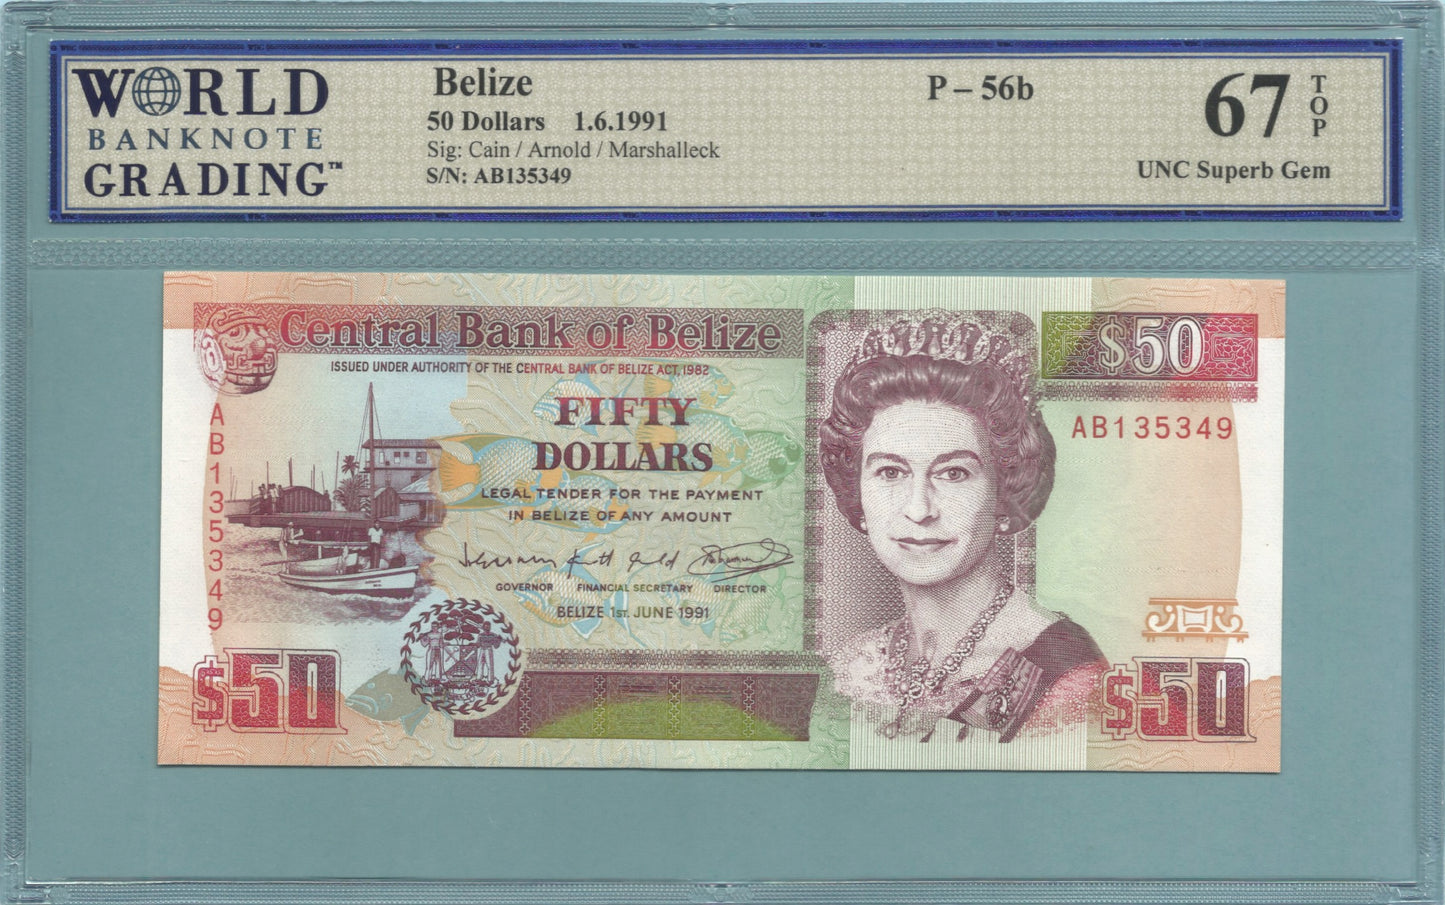 WORLD
BANKNOTE
GRADING™
Belize
50 Dollars 1.6.1991
Sig: Cain / Arnold / Marshalleck
S/N: AB135349
P – 56b
67 TOP
UNC Superb Gem
Central Bank of Belize
$50
ISSUED UNDER AUTHORITY OF THE CENTRAL BANK OF BELIZE ACT, 1982
FIFTY
DOLLARS
AB135349
AB135349
LEGAL TENDER FOR THE PAYMENT
IN BELIZE OF ANY AMOUNT
GOVERNOR FINANCIAL SECRETARY DIRECTOR
BELIZE 1ST. JUNE 1991
$50
$50